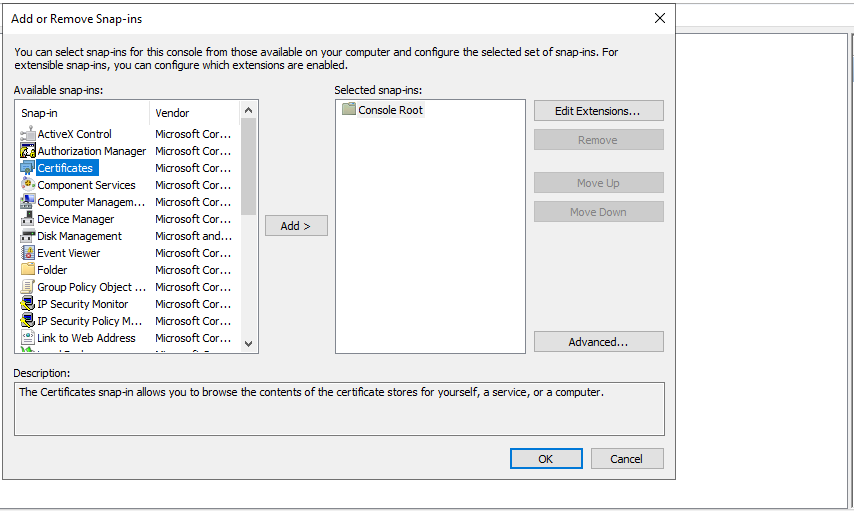 Add or Remove Snap-ins
You can select snap-ins for this console from those available on your computer and configure the selected set of snap-ins. For
extensible snap-ins, you can configure which extensions are enabled.
Available snap-ins:
Snap-in Vendor
ActiveX Control Microsoft Cor...
Authorization Manager Microsoft Cor...
Certificates Microsoft Cor...
Component Services Microsoft Cor...
Computer Managem... Microsoft Cor...
Device Manager Microsoft Cor...
Disk Management Microsoft and...
Event Viewer Microsoft Cor...
Folder Microsoft Cor...
Group Policy Object ... Microsoft Cor...
IP Security Monitor Microsoft Cor...
IP Security Policy M... Microsoft Cor...
Link to Web Address Microsoft Cor...
Add >
Selected snap-ins:
Console Root
Edit Extensions...
Remove
Move Up
Move Down
Advanced...
Description:
The Certificates snap-in allows you to browse the contents of the certificate stores for yourself, a service, or a computer.
OK
Cancel